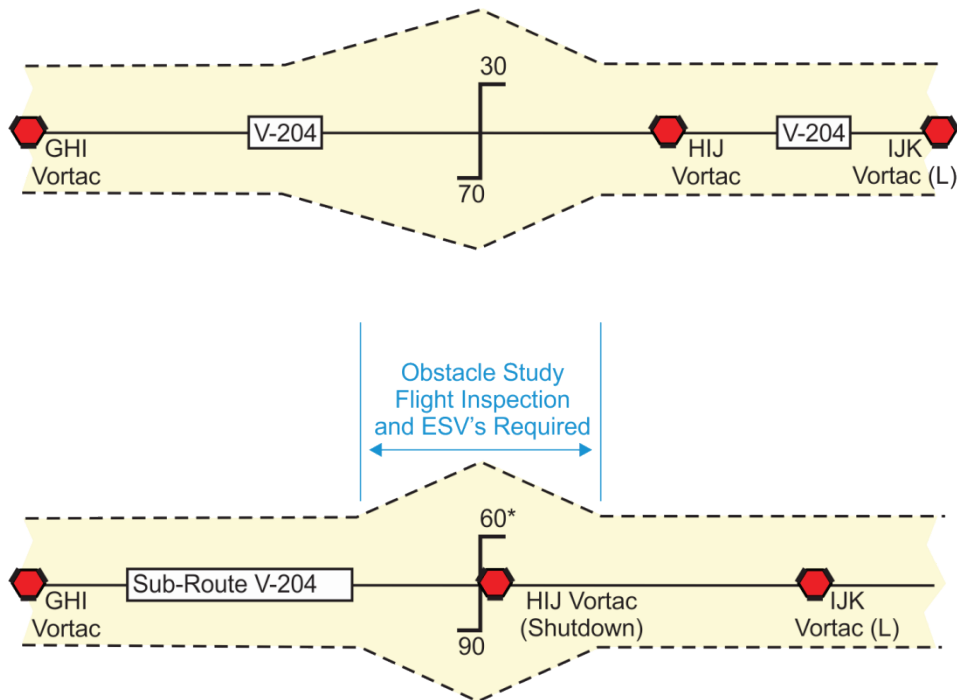 30
V-204
V-204
GHI
Vortac
HIJ
Vortac
IJK
Vortac (L)
70
Obstacle Study
Flight Inspection
and ESV's Required
60*
Sub-Route V-204
GHI
Vortac
HIJ Vortac
(Shutdown)
IJK
Vortac (L)
90